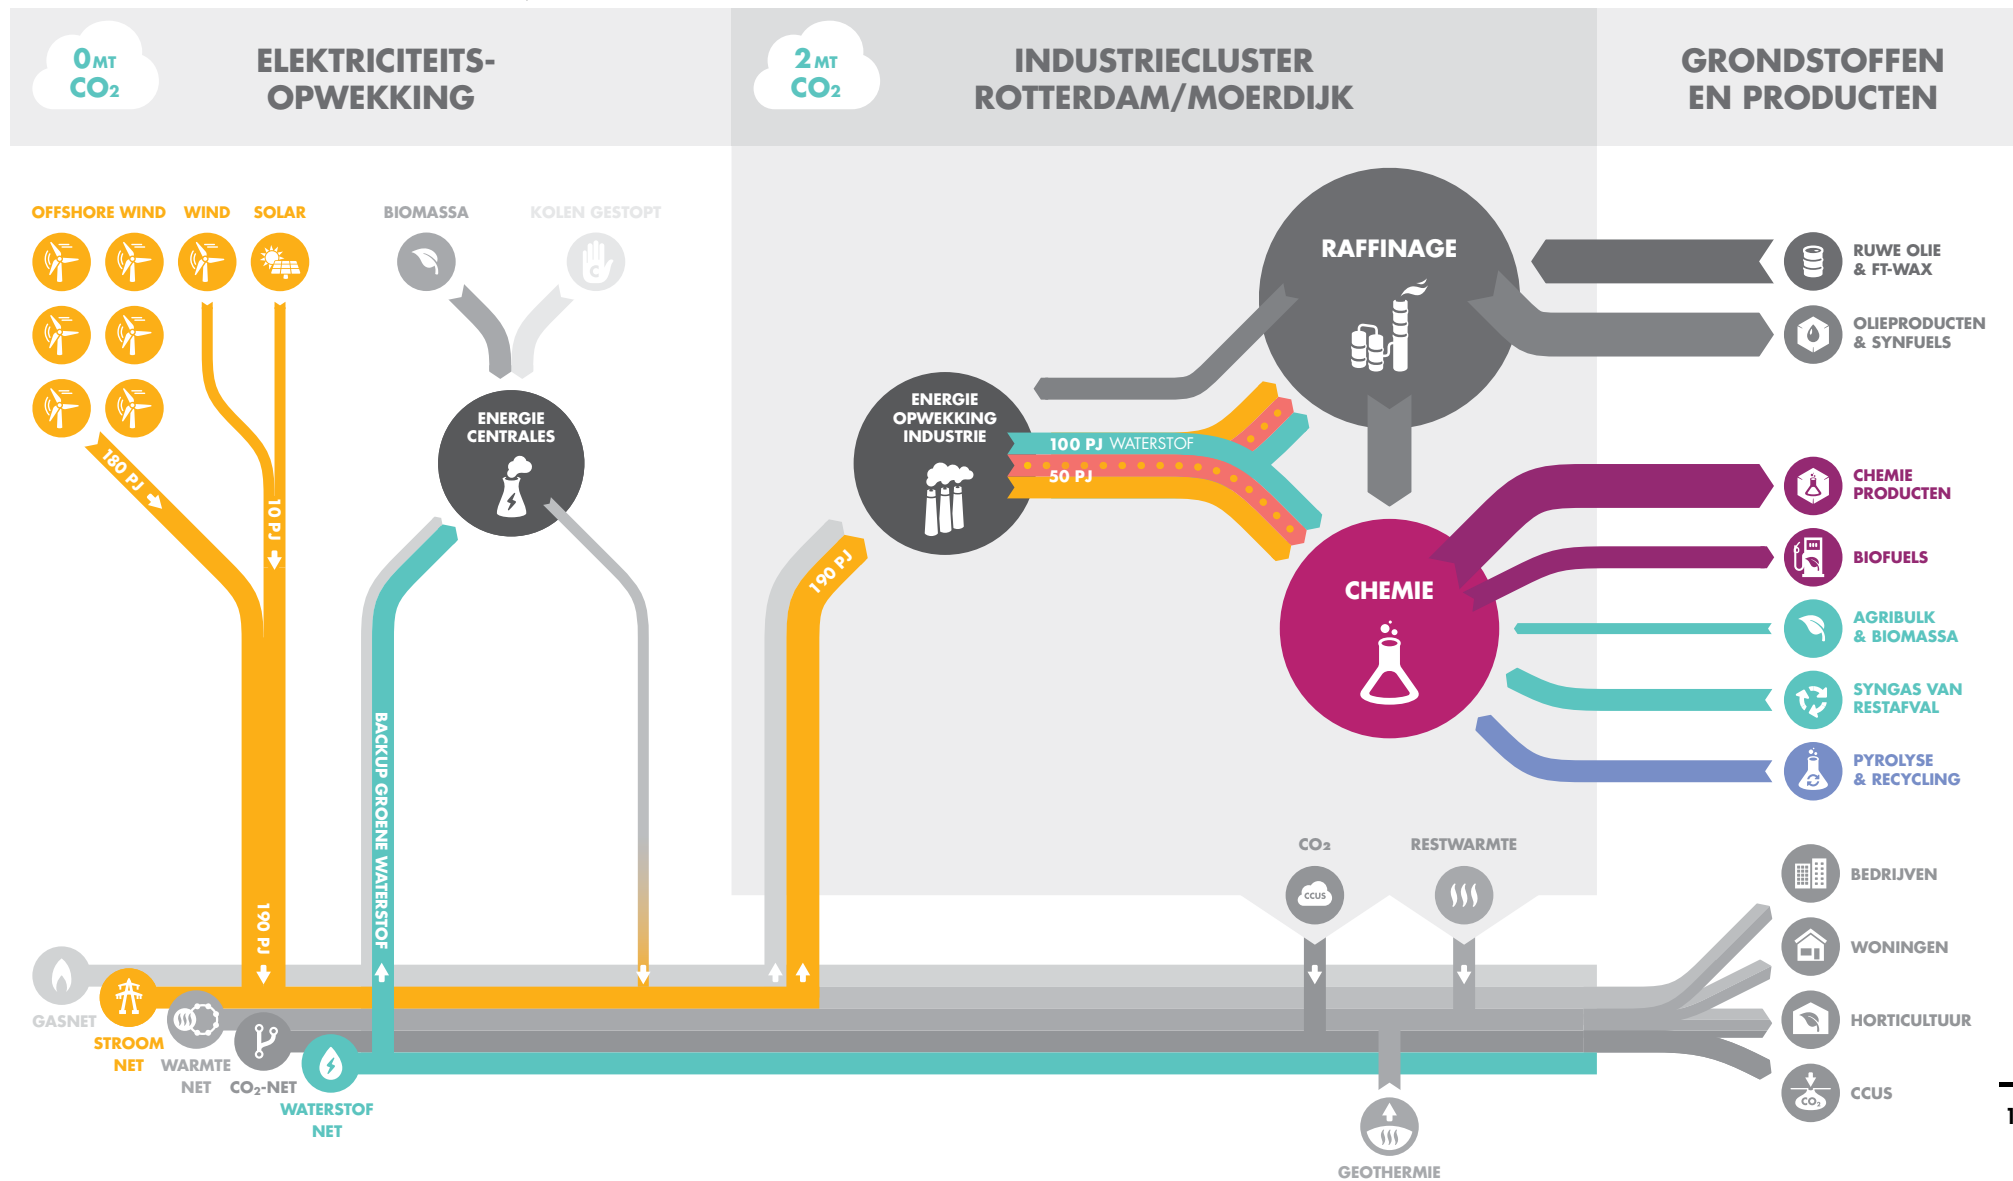 0 MT
CO2
ELEKTRICITEITS-
OPWEKKING
2 MT
CO2
INDUSTRIECLUSTER
ROTTERDAM/MOERDIJK
GRONDSTOFFEN
EN PRODUCTEN
OFFSHORE WIND
WIND
SOLAR
BIOMASSA
KOLEN GESTOPT
C
180 PJ
10 PJ
190 PJ
ENERGIE
CENTRALES
BACKUP GROENE WATERSTOF
190 PJ
ENERGIE
OPWEKKING
INDUSTRIE
100 PJ WATERSTOF
50 PJ
RAFFINAGE
CHEMIE
RUWE OLIE
& FT-WAX
OLIEPRODUCTEN
& SYNFUELS
CHEMIE
PRODUCTEN
BIOFUELS
AGRIBULK
& BIOMASSA
SYNGAS VAN
RESTAFVAL
PYROLYSE
& RECYCLING
CO2
CCUS
RESTWARMTE
BEDRIJVEN
WONINGEN
HORTICULTUUR
CO2
CCUS
GASNET
STROOM
NET
WARMTE
NET
CO2-NET
WATERSTOF
NET
GEOTHERMIE
1